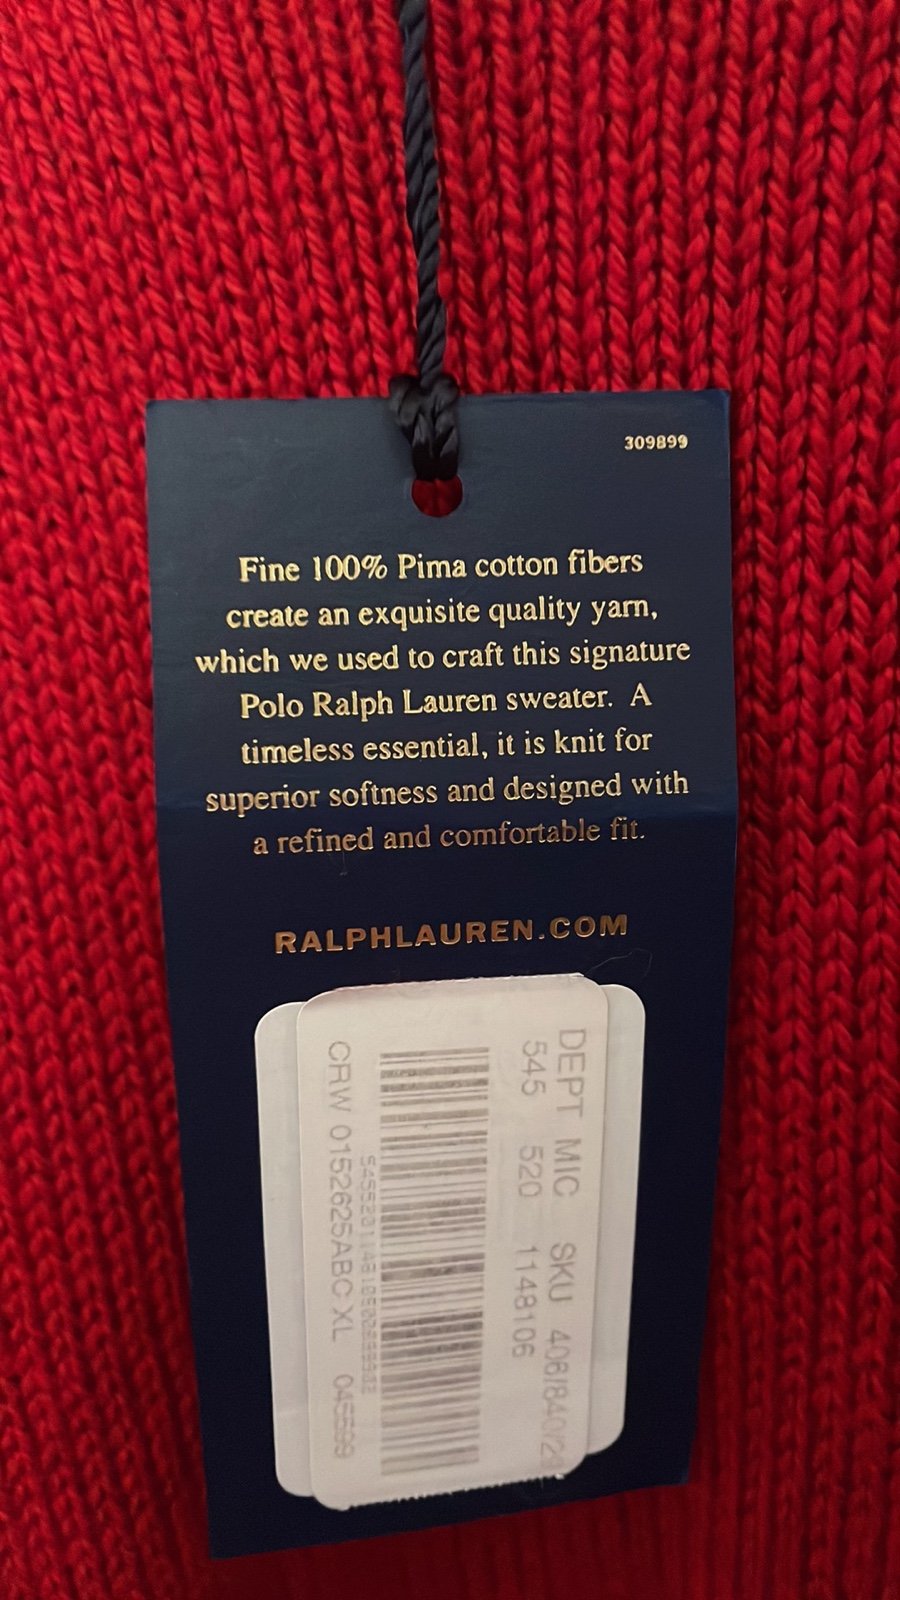 309899
Fine 100% Pima cotton fibers
create an exquisite quality yarn,
which we used to craft this signature
Polo Ralph Lauren sweater. A
timeless essential, it is knit for
superior softness and designed with
a refined and comfortable fit.
RALPHLAUREN.COM
DEPT MIC SKU
545 520 1148106
CRW 0152625ABC XL